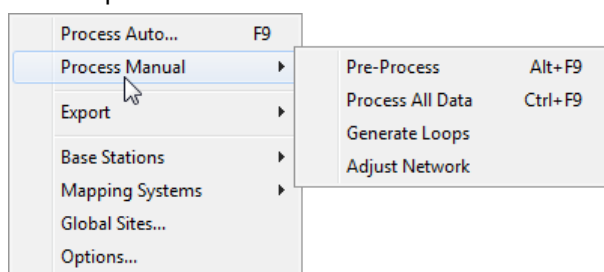 Process Auto... F9
Process Manual
Export
Base Stations
Mapping Systems
Global Sites...
Options...
Pre-Process Alt+F9
Process All Data Ctrl+F9
Generate Loops
Adjust Network